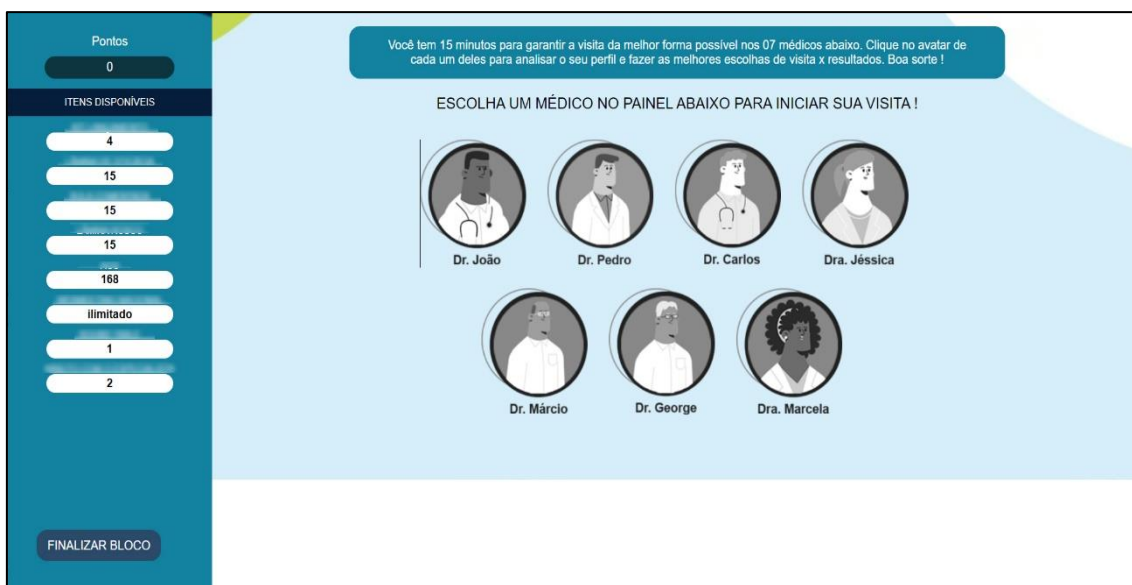 Pontos
0
ITENS DISPONÍVEIS
4
15
15
15
168
ilimitado
1
2
FINALIZAR BLOCO
Você tem 15 minutos para garantir a visita da melhor forma possível nos 07 médicos abaixo. Clique no avatar de
cada um deles para analisar o seu perfil e fazer as melhores escolhas de visita x resultados. Boa sorte !
ESCOLHA UM MÉDICO NO PAINEL ABAIXO PARA INICIAR SUA VISITA !
Dr. João
Dr. Pedro
Dr. Carlos
Dra. Jéssica
Dr. Márcio
Dr. George
Dra. Marcela